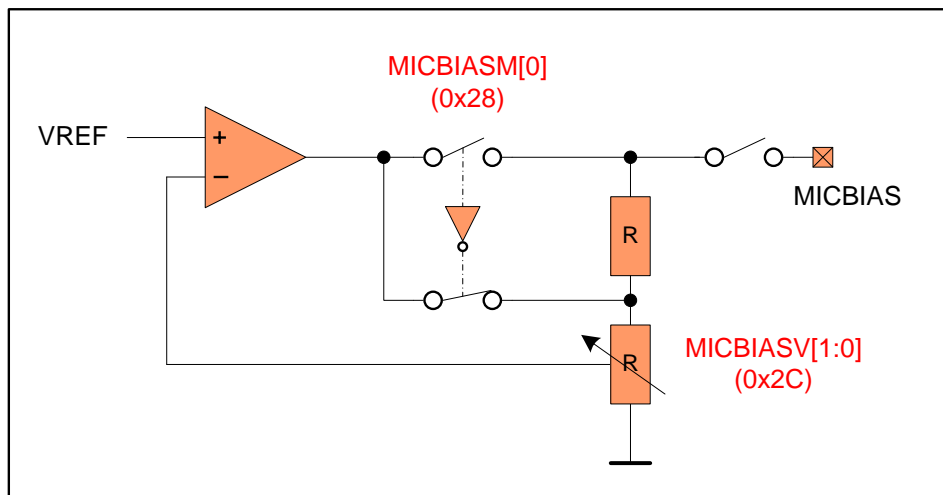 MICBIASM[0]
(0x28)
VREF
+
−
MICBIAS
R
R
MICBIASV[1:0]
(0x2C)